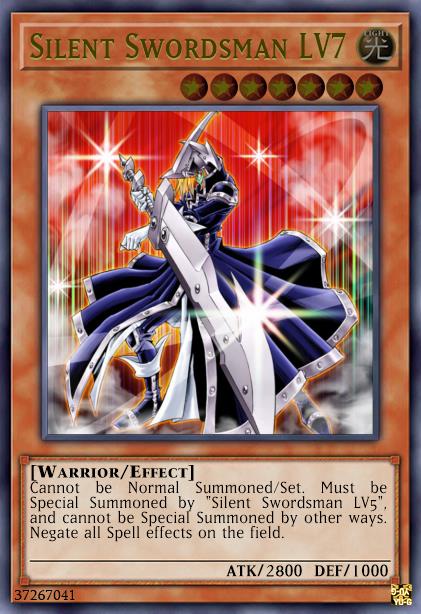 SILENT SWORDSMAN LV7
LIGHT
光
[WARRIOR/EFFECT]
Cannot be Normal Summoned/Set. Must be
Special Summoned by "Silent Swordsman LV5",
and cannot be Special Summoned by other ways.
Negate all Spell effects on the field.
ATK/2800 DEF/1000
37267041